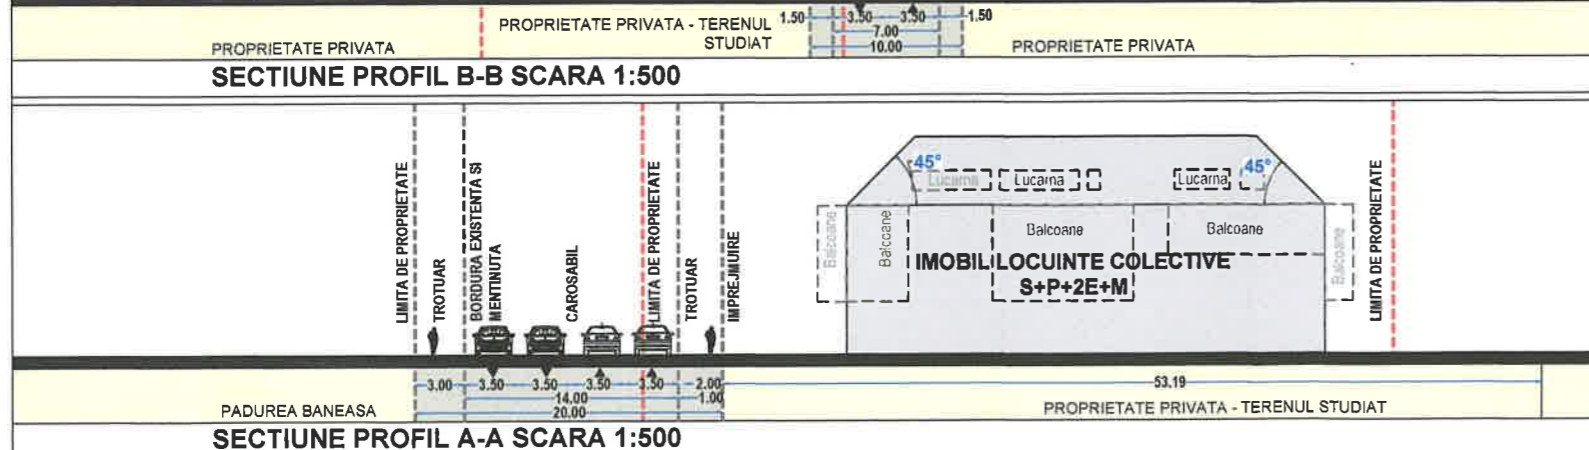 PROPRIETATE PRIVATA
PROPRIETATE PRIVATA - TERENUL
STUDIAT
1.50
3.50
3.50
1.50
7.00
10.00
PROPRIETATE PRIVATA
SECTIUNE PROFIL B-B SCARA 1:500
LIMITA DE PROPRIETATE
TROTUAR
BORDURA EXISTENTA SI
MENTINUTA
CAROSABIL
LIMITA DE PROPRIETATE
TROTUAR
IMPREJMUIRE
45°
45°
Lucarna
Lucarna
Lucarna
Balcoane
Balcoane
Balcoane
Balcoane
Balcoane
IMOBIL LOCUINTE COLECTIVE
S+P+2E+M
LIMITA DE PROPRIETATE
3.00
3.50
3.50
3.50
3.50
2.00
53.19
14.00
1.00
20.00
PADUREA BANEASA
PROPRIETATE PRIVATA - TERENUL STUDIAT
SECTIUNE PROFIL A-A SCARA 1:500